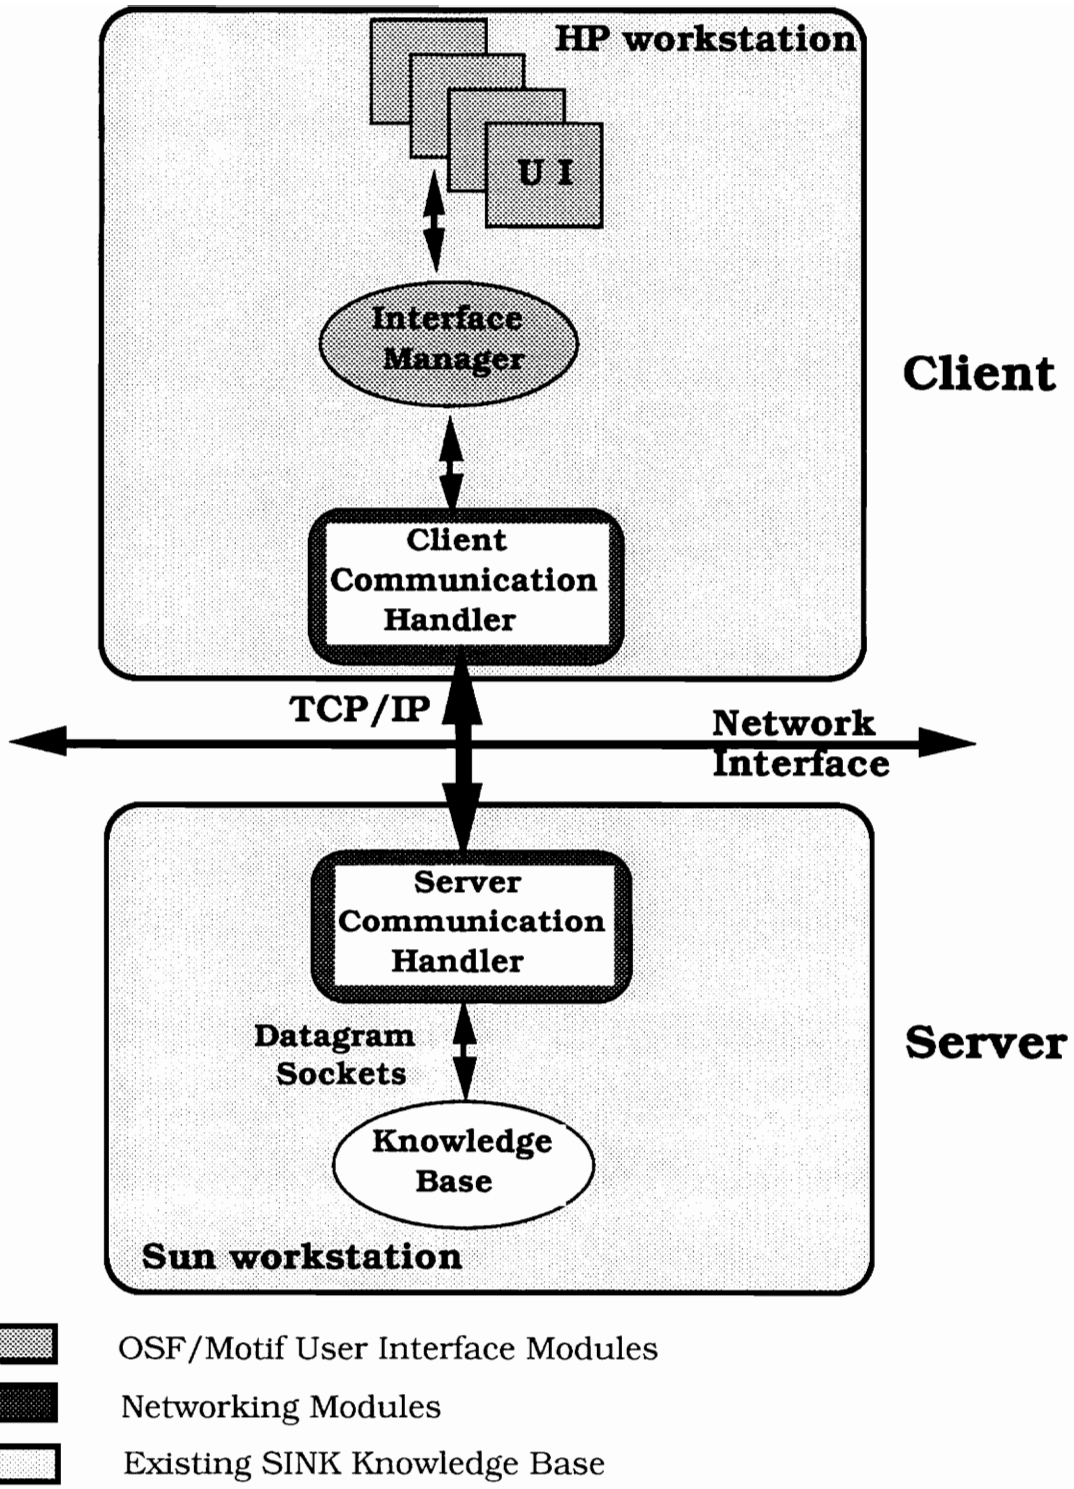 HP workstation
U I
Interface
Manager
Client
Client
Communication
Handler
TCP/IP
Network
Interface
Server
Communication
Handler
Datagram
Sockets
Server
Knowledge
Base
Sun workstation
OSF/Motif User Interface Modules
Networking Modules
Existing SINK Knowledge Base